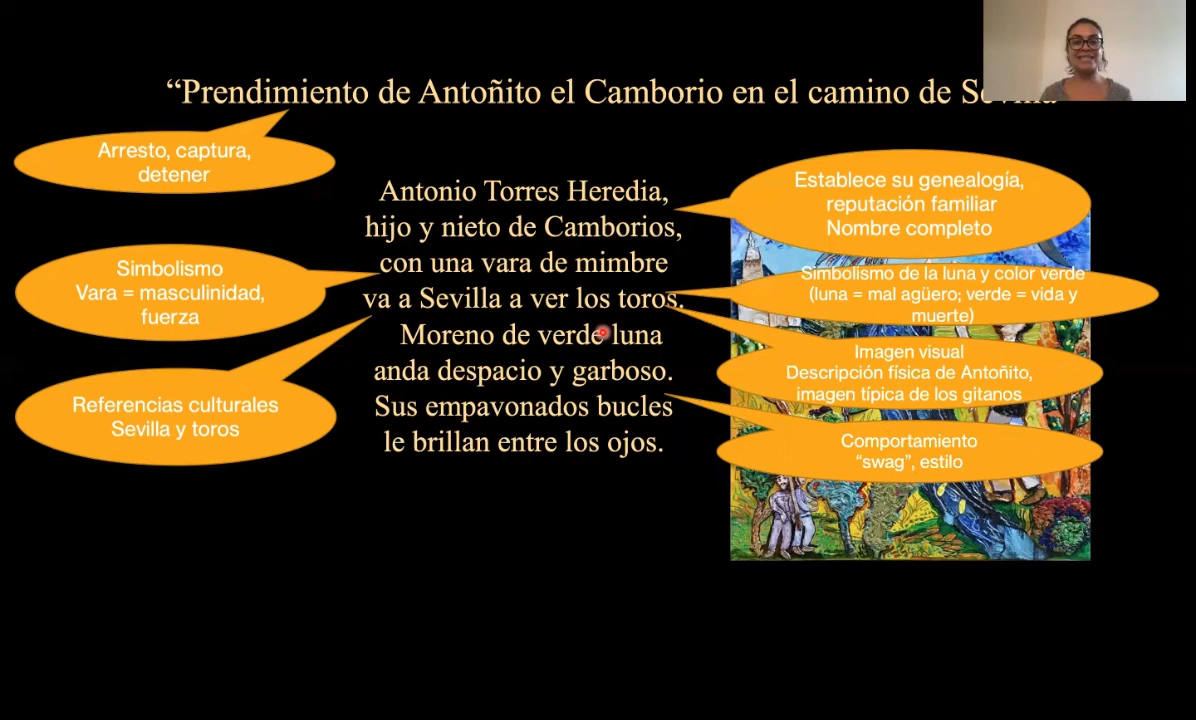 “Prendimiento de Antoñito el Camborio en el camino de
Arresto, captura,
detener
Antonio Torres Heredia,
hijo y nieto de Camborios,
con una vara de mimbre
va a Sevilla a ver los toros.
Moreno de verde luna
anda despacio y garboso.
Sus empavonados bucles
le brillan entre los ojos.
Simbolismo
Vara = masculinidad,
fuerza
Referencias culturales
Sevilla y toros
Establece su genealogía,
reputación familiar
Nombre completo
Simbolismo de la luna y color verde
(luna = mal agüero; verde = vida y
muerte)
Imagen visual
Descripción física de Antoñito,
imagen típica de los gitanos
Comportamiento
“swag”, estilo